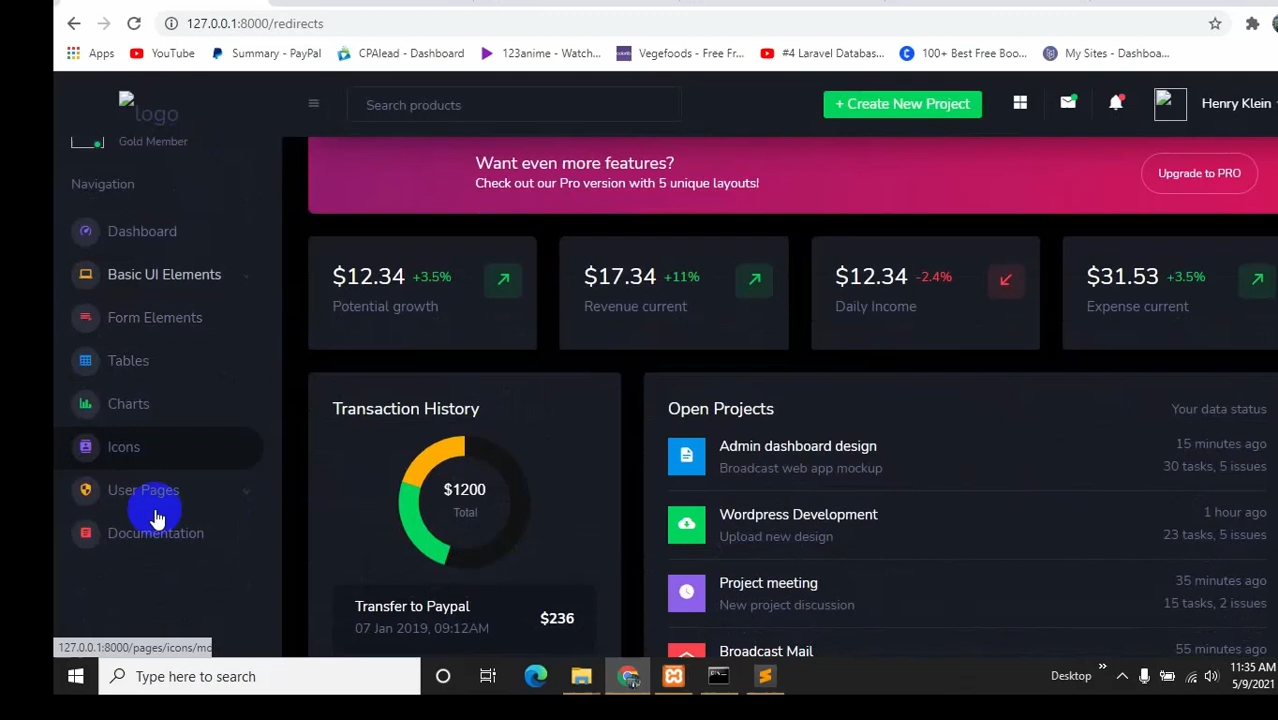 127.0.0.1:8000/redirects
Apps
YouTube
Summary - PayPal
CPAlead - Dashboard
123anime - Watch...
Vegefoods - Free Fr...
#4 Laravel Databas...
100+ Best Free Boo...
My Sites - Dashboa...
logo
Search products
+ Create New Project
Henry Klein
Gold Member
Want even more features?
Check out our Pro version with 5 unique layouts!
Upgrade to PRO
Navigation
Dashboard
Basic UI Elements
Form Elements
Tables
Charts
Icons
User Pages
Documentation
$12.34 +3.5%
Potential growth
$17.34 +11%
Revenue current
$12.34 -2.4%
Daily Income
$31.53 +3.5%
Expense current
Transaction History
$1200
Total
Transfer to Paypal
07 Jan 2019, 09:12AM
$236
Open Projects
Your data status
Admin dashboard design
Broadcast web app mockup
15 minutes ago
30 tasks, 5 issues
Wordpress Development
Upload new design
1 hour ago
23 tasks, 5 issues
Project meeting
New project discussion
35 minutes ago
15 tasks, 2 issues
Broadcast Mail
55 minutes ago
127.0.0.1:8000/pages/icons/mc
Type here to search
Desktop
11:35 AM
5/9/2021